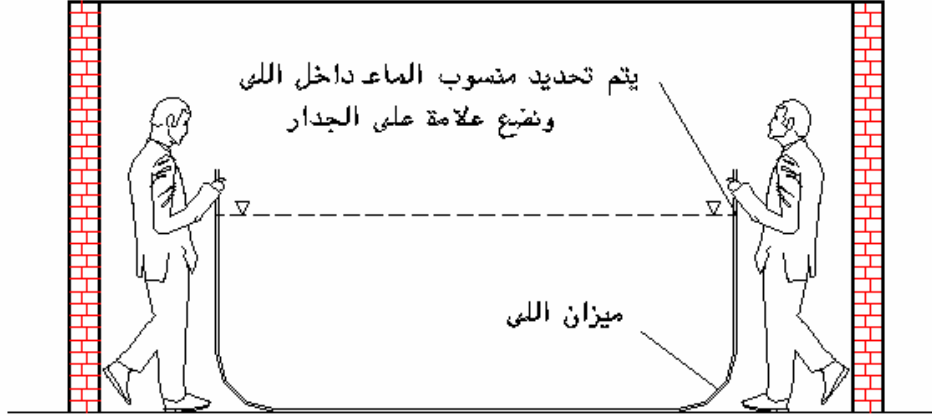 يتم تحديد منسوب الماء داخل اللي
ونضع علامة على الجدار
ميزان اللي